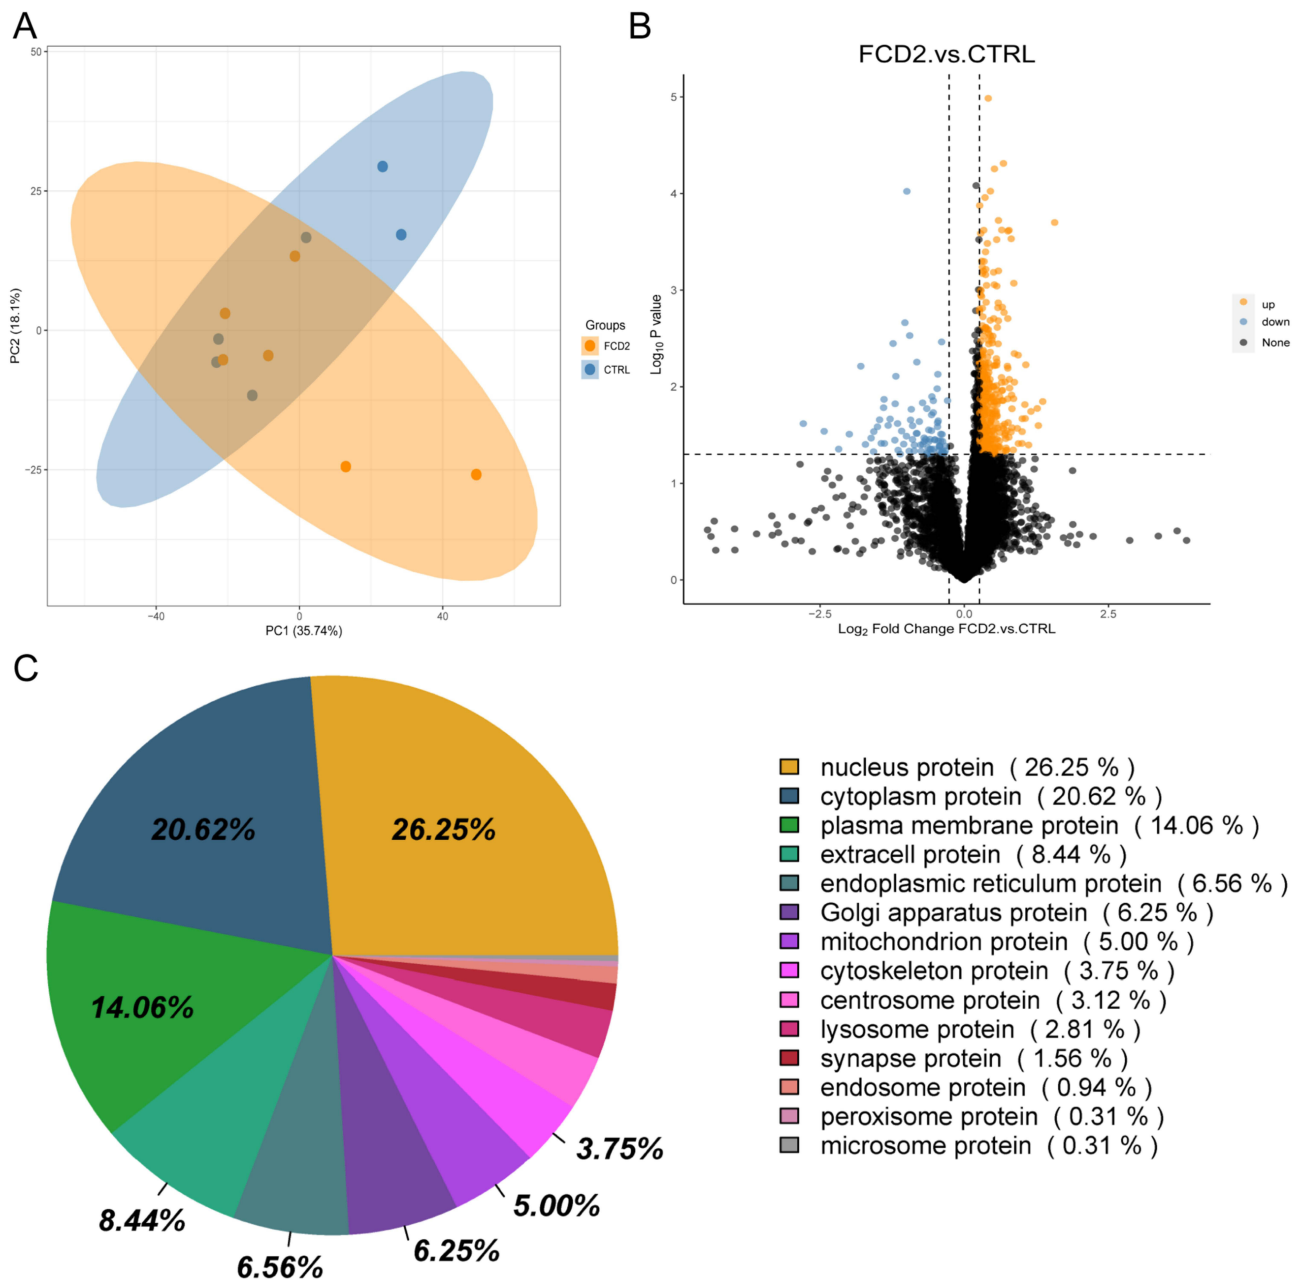 A
50
25
0
−25
−40
0
40
PC2 (18.1%)
PC1 (35.74%)
Groups
FCD2
CTRL
B
FCD2.vs.CTRL
5
4
3
2
1
0
−2.5
0.0
2.5
Log10 P value
Log2 Fold Change FCD2.vs.CTRL
up
down
None
C
20.62%
26.25%
14.06%
8.44%
6.56%
6.25%
5.00%
3.75%
nucleus protein ( 26.25 % )
cytoplasm protein ( 20.62 % )
plasma membrane protein ( 14.06 % )
extracell protein ( 8.44 % )
endoplasmic reticulum protein ( 6.56 % )
Golgi apparatus protein ( 6.25 % )
mitochondrion protein ( 5.00 % )
cytoskeleton protein ( 3.75 % )
centrosome protein ( 3.12 % )
lysosome protein ( 2.81 % )
synapse protein ( 1.56 % )
endosome protein ( 0.94 % )
peroxisome protein ( 0.31 % )
microsome protein ( 0.31 % )